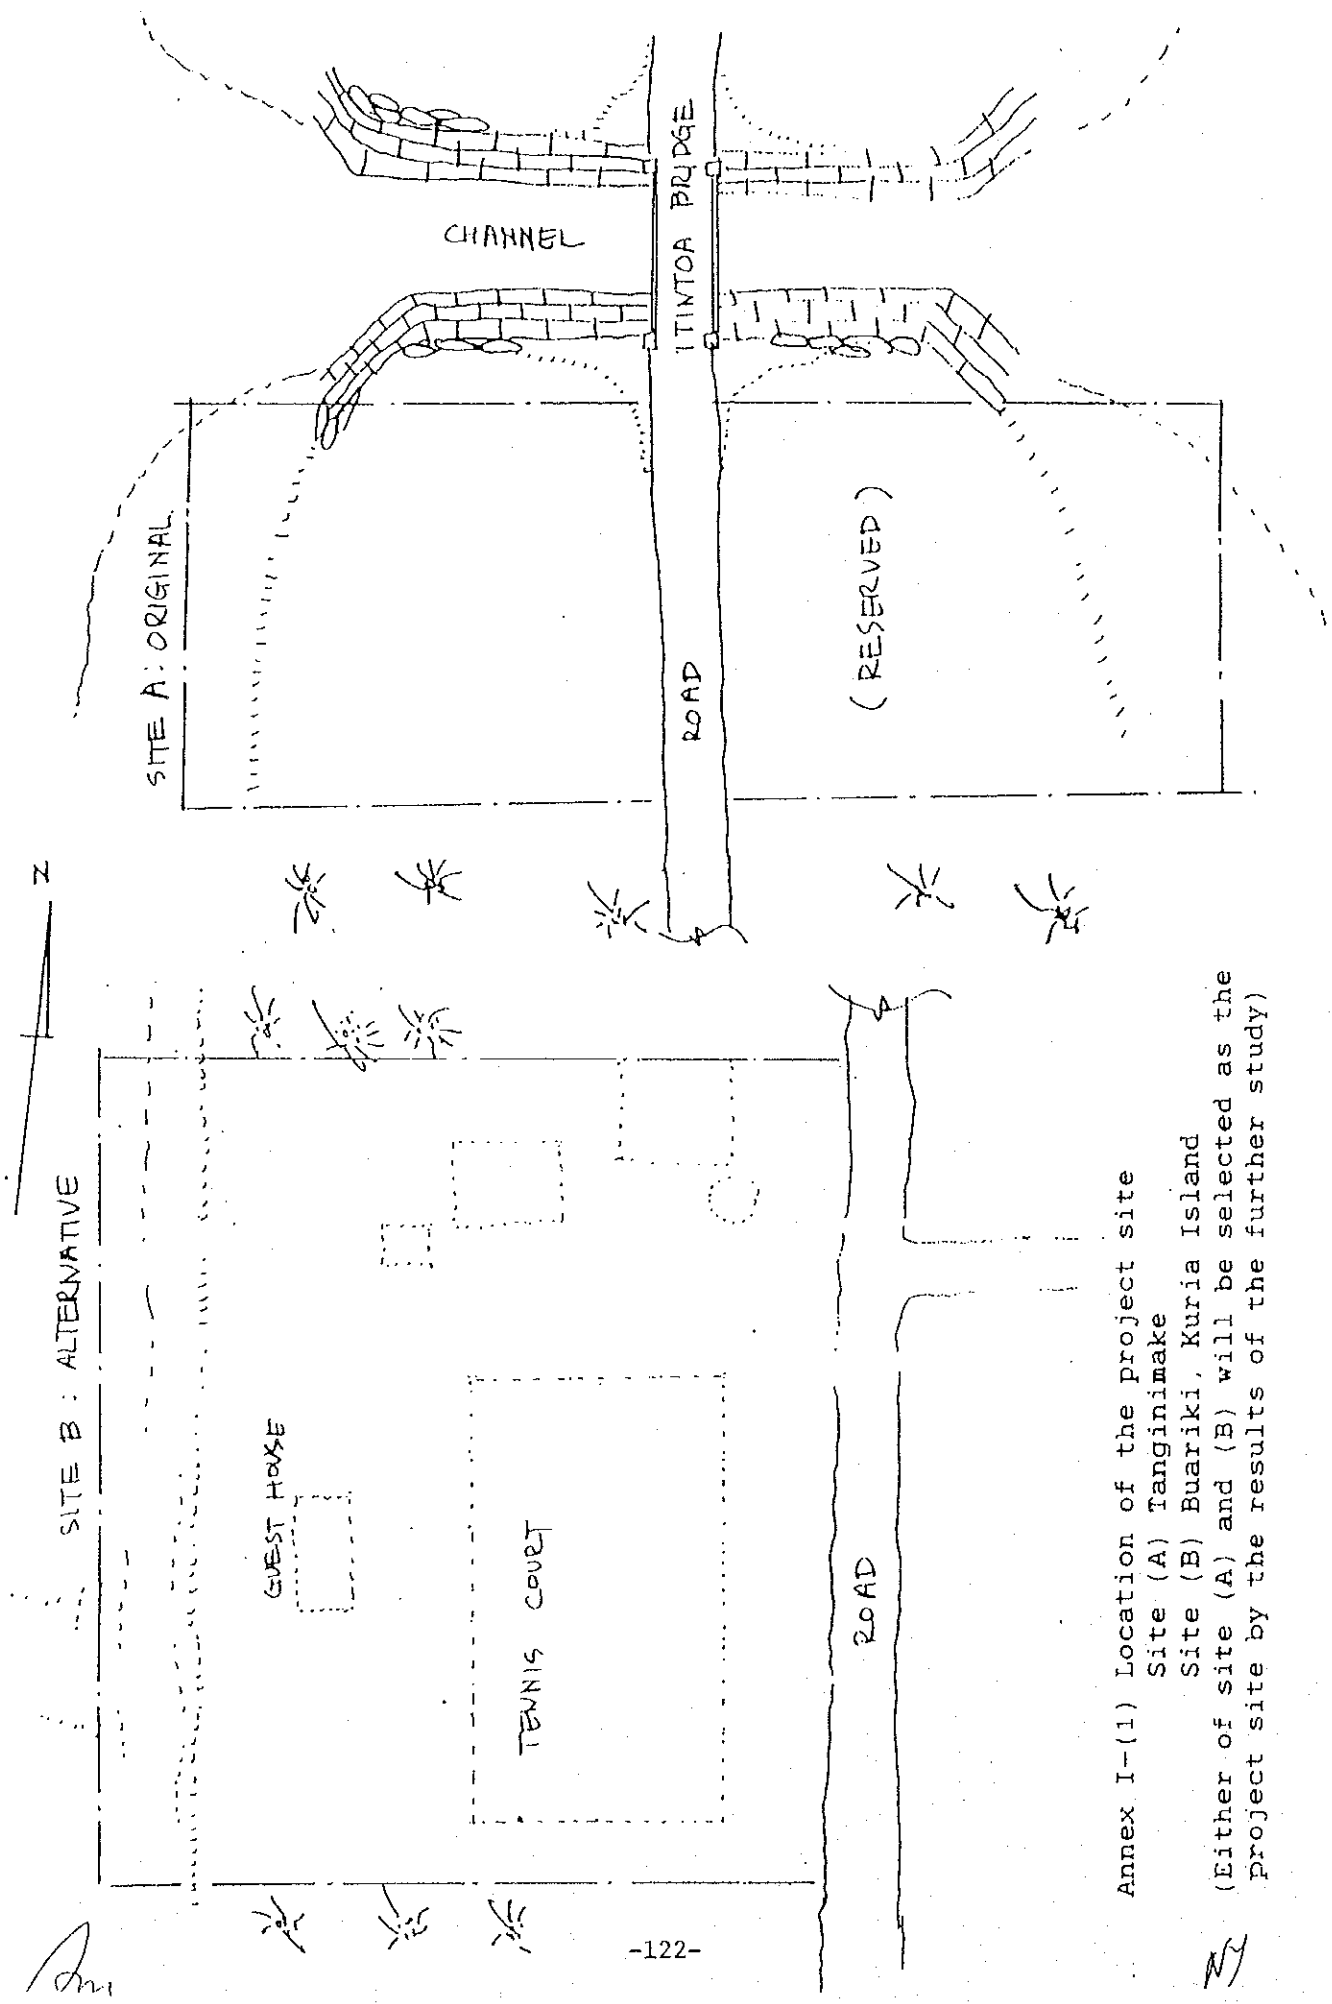 N
SITE B : ALTERNATIVE
GUEST HOUSE
TENNIS COURT
ROAD
SITE A : ORIGINAL
CHANNEL
ITINTOA BRIDGE
ROAD
(RESERVED)
Annex I-(1) Location of the project site
Site (A) Tanginimake
Site (B) Buariki, Kuria Island
(Either of site (A) and (B) will be selected as the
project site by the results of the further study)
-122-